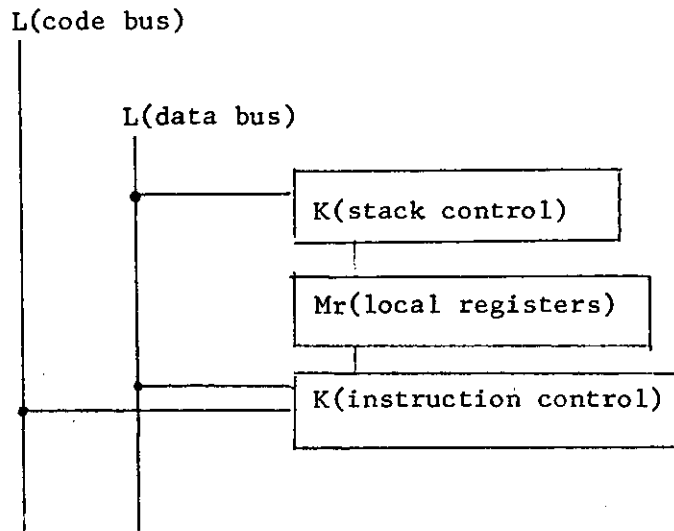 L(code bus)
L(data bus)
K(stack control)
Mr(local registers)
K(instruction control)